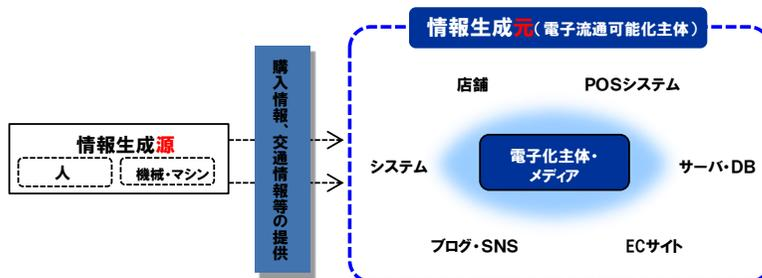 情報生成元(電子流通可能化主体)
購入情報、交通情報等の提供
情報生成源
人
機械・マシン
店舗
POSシステム
システム
電子化主体・
メディア
サーバ・DB
ブログ・SNS
ECサイト